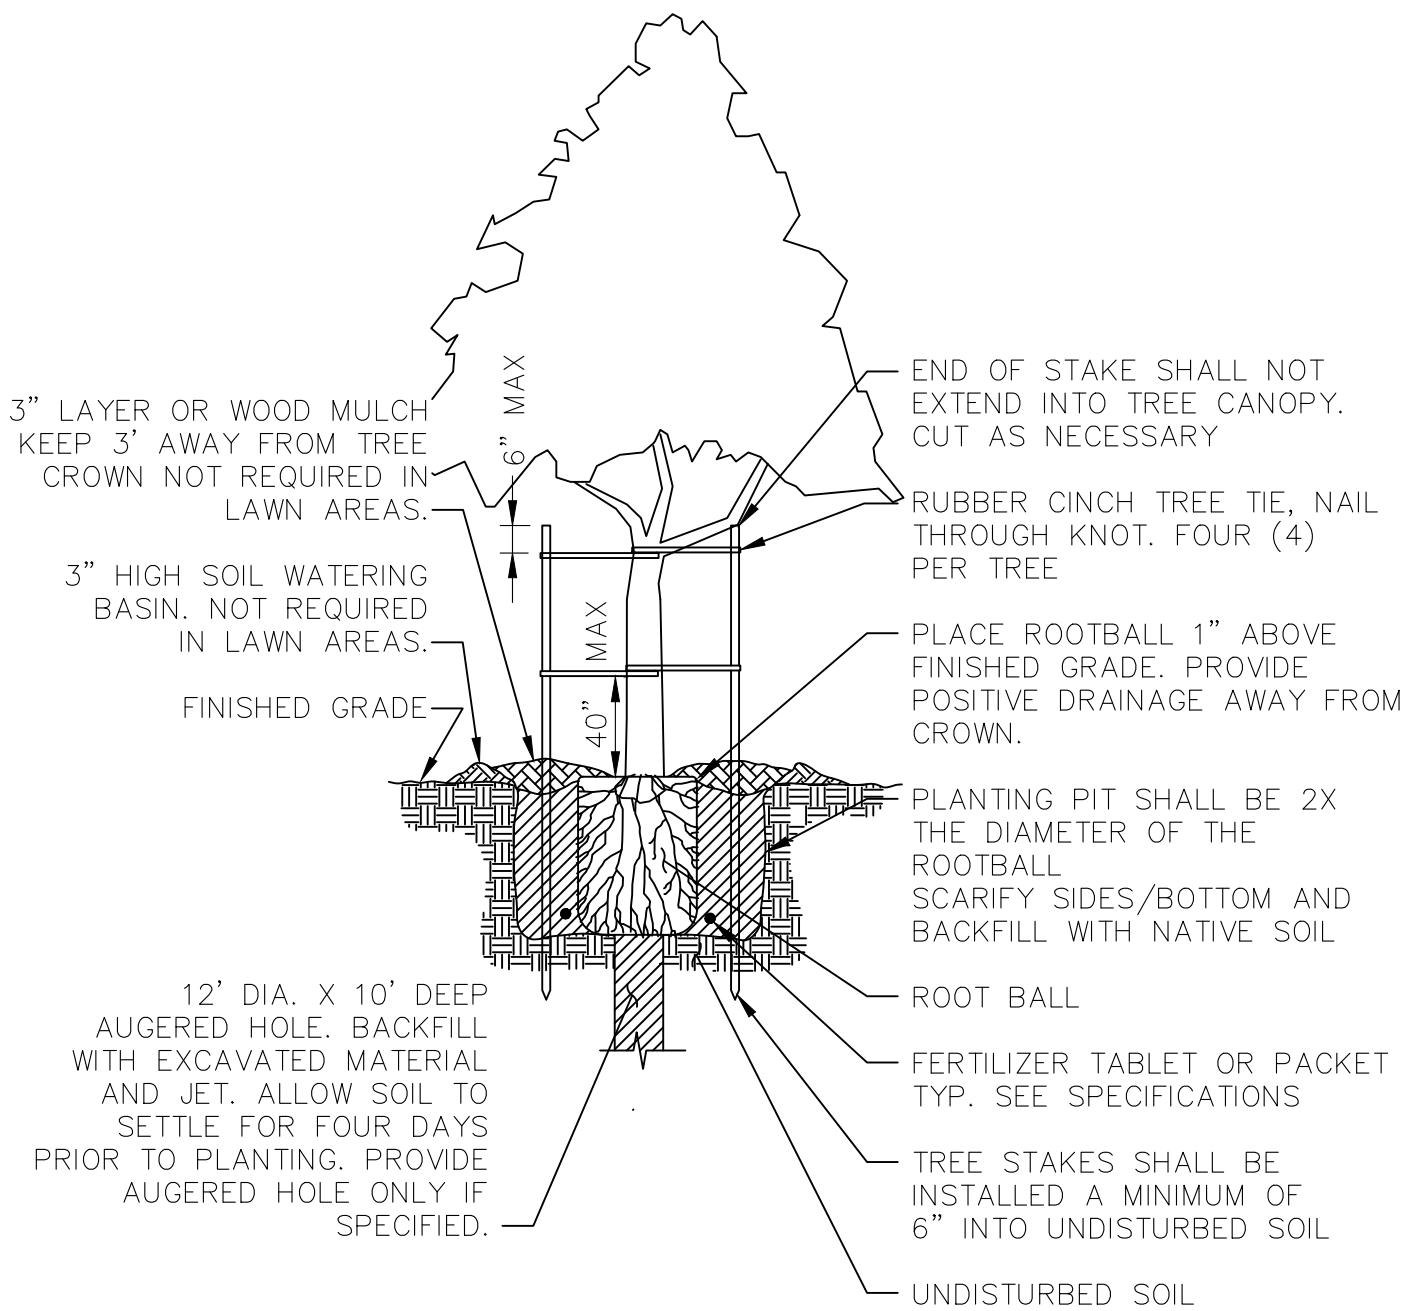 3” LAYER OR WOOD MULCH
KEEP 3’ AWAY FROM TREE
CROWN NOT REQUIRED IN
LAWN AREAS.
3” HIGH SOIL WATERING
BASIN. NOT REQUIRED
IN LAWN AREAS.
FINISHED GRADE
12’ DIA. X 10’ DEEP
AUGERED HOLE. BACKFILL
WITH EXCAVATED MATERIAL
AND JET. ALLOW SOIL TO
SETTLE FOR FOUR DAYS
PRIOR TO PLANTING. PROVIDE
AUGERED HOLE ONLY IF
SPECIFIED.
6” MAX
40” MAX
END OF STAKE SHALL NOT
EXTEND INTO TREE CANOPY.
CUT AS NECESSARY
RUBBER CINCH TREE TIE, NAIL
THROUGH KNOT. FOUR (4)
PER TREE
PLACE ROOTBALL 1” ABOVE
FINISHED GRADE. PROVIDE
POSITIVE DRAINAGE AWAY FROM
CROWN.
PLANTING PIT SHALL BE 2X
THE DIAMETER OF THE
ROOTBALL
SCARIFY SIDES/BOTTOM AND
BACKFILL WITH NATIVE SOIL
ROOT BALL
FERTILIZER TABLET OR PACKET
TYP. SEE SPECIFICATIONS
TREE STAKES SHALL BE
INSTALLED A MINIMUM OF
6” INTO UNDISTURBED SOIL
UNDISTURBED SOIL